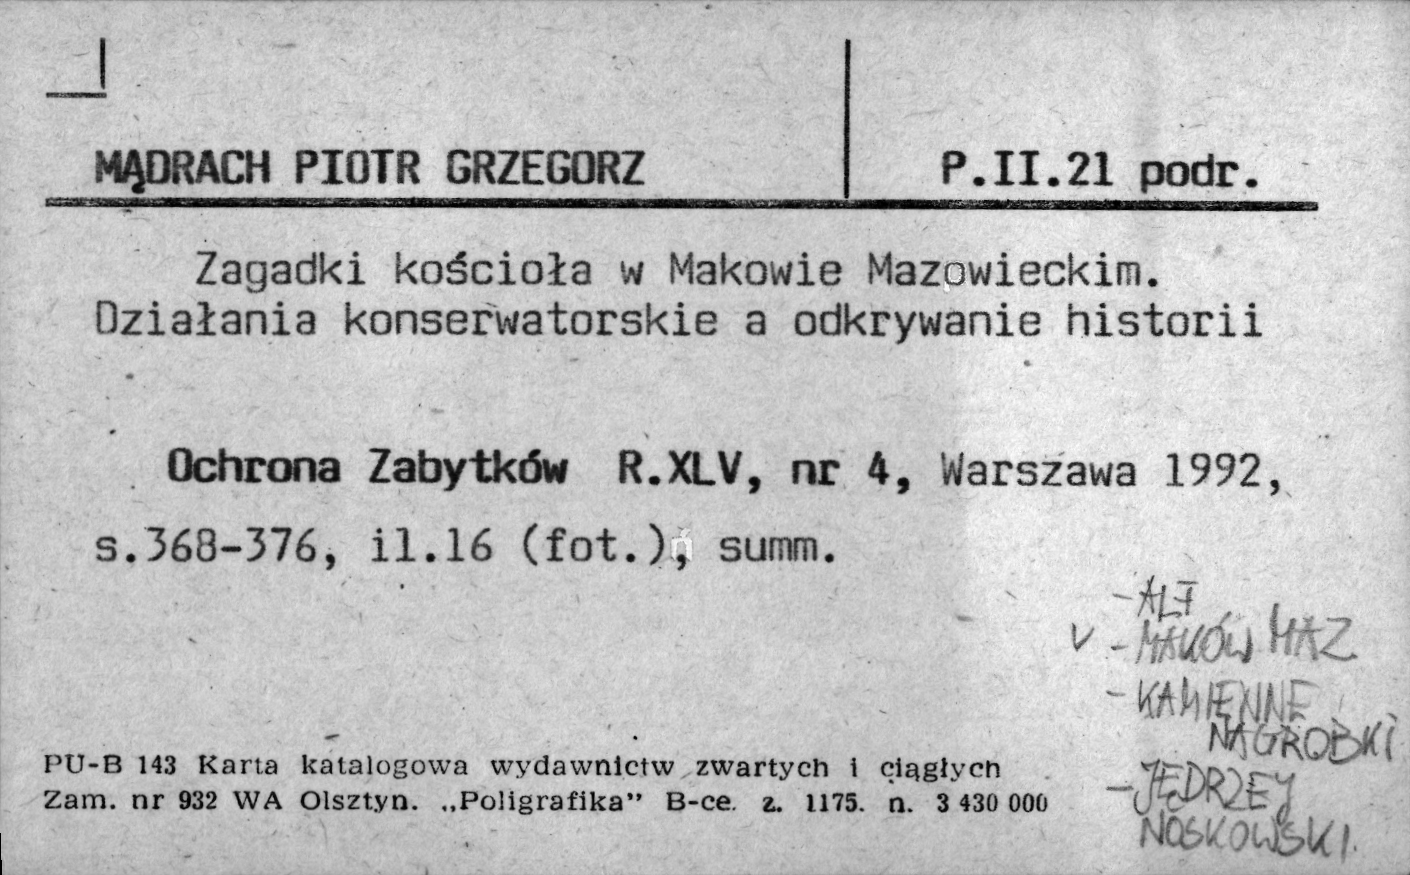 MĄDRACH PIOTR GRZEGORZ
P.II.21 podr.
Zagadki kościoła w Makowie Mazowieckim.
Działania konserwatorskie a odkrywanie historii
Ochrona Zabytków R.XLV, nr 4, Warszawa 1992,
s.368-376, il.16 (fot.), summ.
- ALF
V - MAKÓW MAZ
- KAMIENNE
NAGROBKI
- JĘDRZEY
NOSKOWSKI.
PU-B 143 Karta katalogowa wydawnictw zwartych i ciągłych
Zam. nr 932 WA Olsztyn. „Poligrafika” B-ce. z. 1175. n. 3 430 000